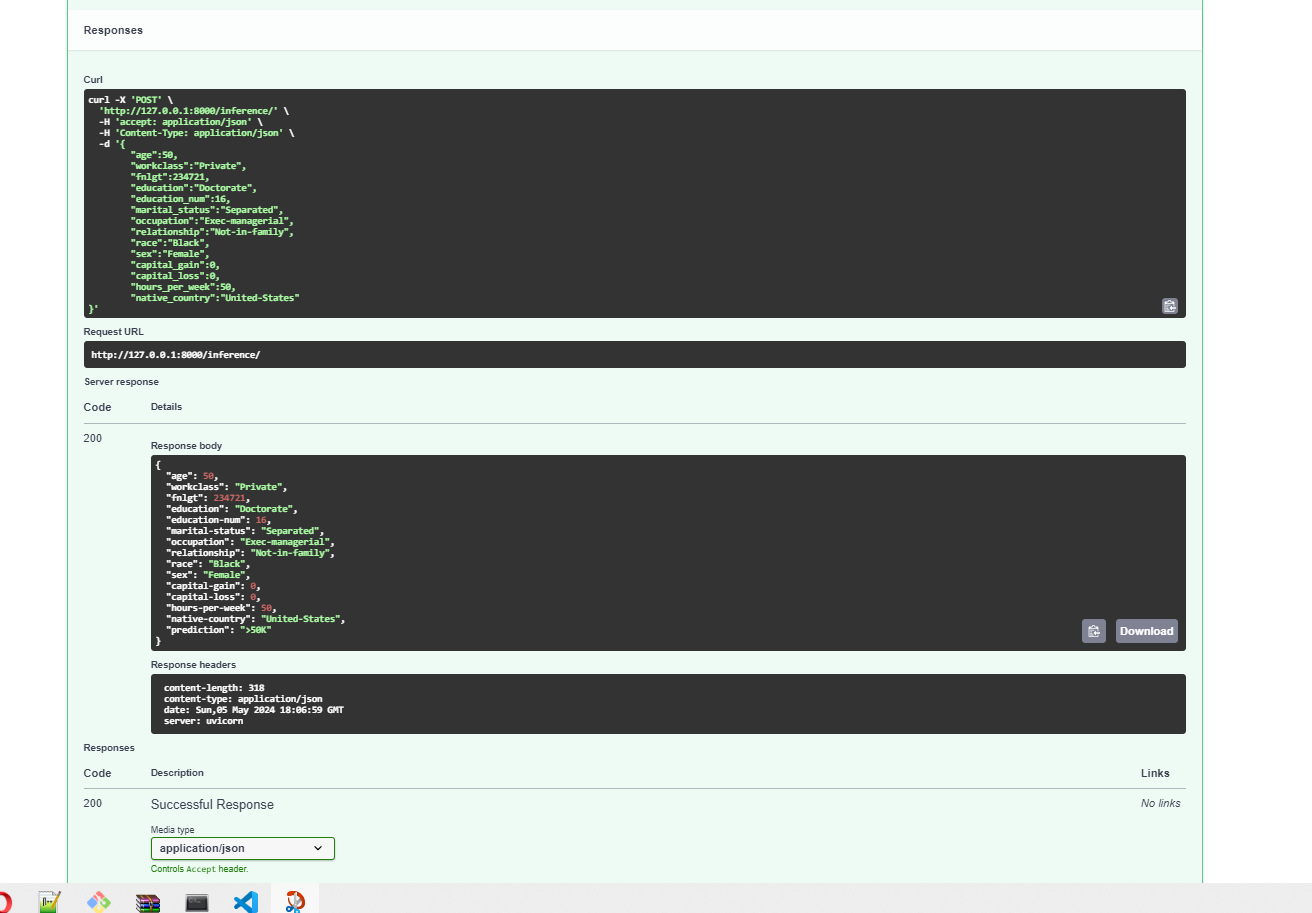 Responses
Curl
curl -X 'POST' \
  'http://127.0.0.1:8000/inference/' \
  -H 'accept: application/json' \
  -H 'Content-Type: application/json' \
  -d '{
        "age":50,
        "workclass":"Private",
        "fnlgt":234721,
        "education":"Doctorate",
        "education_num":16,
        "marital_status":"Separated",
        "occupation":"Exec-managerial",
        "relationship":"Not-in-family",
        "race":"Black",
        "sex":"Female",
        "capital_gain":0,
        "capital_loss":0,
        "hours_per_week":50,
        "native_country":"United-States"
}'
Request URL
http://127.0.0.1:8000/inference/
Server response
Code Details
200
Response body
{
  "age": 50,
  "workclass": "Private",
  "fnlgt": 234721,
  "education": "Doctorate",
  "education-num": 16,
  "marital-status": "Separated",
  "occupation": "Exec-managerial",
  "relationship": "Not-in-family",
  "race": "Black",
  "sex": "Female",
  "capital-gain": 0,
  "capital-loss": 0,
  "hours-per-week": 50,
  "native-country": "United-States",
  "prediction": ">50K"
}
Download
Response headers
content-length: 318
content-type: application/json
date: Sun,05 May 2024 18:06:59 GMT
server: uvicorn
Responses
Code Description Links
200 Successful Response No links
Media type
application/json
Controls Accept header.